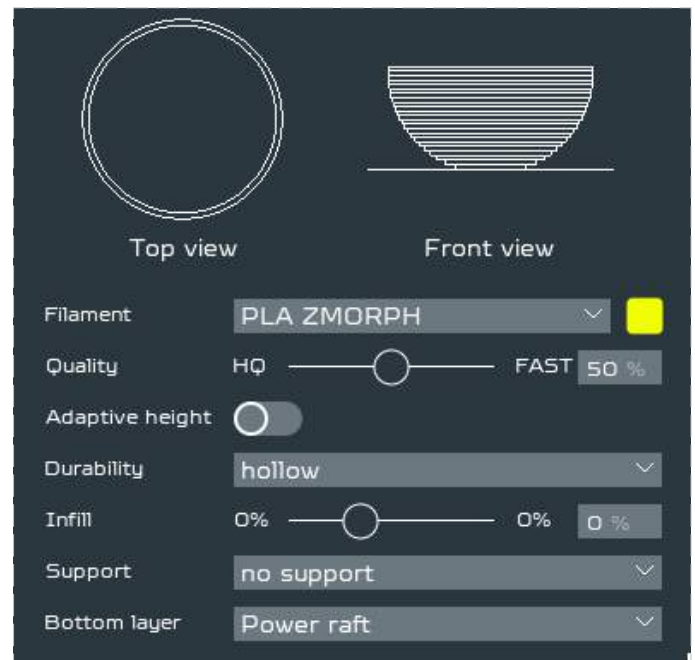 Top view Front view
Filament PLA ZMORPH
Quality HQ FAST 50 %
Adaptive height
Durability hollow
Infill 0% 0% 0 %
Support no support
Bottom layer Power raft